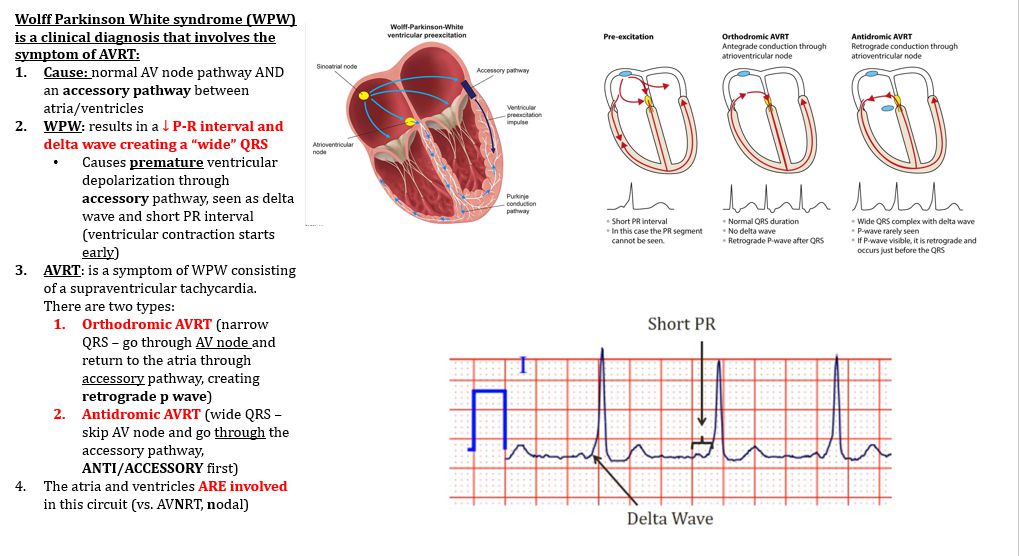 Wolff Parkinson White syndrome (WPW)
is a clinical diagnosis that involves the
symptom of AVRT:
1. Cause: normal AV node pathway AND
an accessory pathway between
atria/ventricles
2. WPW: results in a ↓ P-R interval and
delta wave creating a “wide” QRS
• Causes premature ventricular
depolarization through
accessory pathway, seen as delta
wave and short PR interval
(ventricular contraction starts
early)
3. AVRT: is a symptom of WPW consisting
of a supraventricular tachycardia.
There are two types:
1. Orthodromic AVRT (narrow
QRS – go through AV node and
return to the atria through
accessory pathway, creating
retrograde p wave)
2. Antidromic AVRT (wide QRS –
skip AV node and go through the
accessory pathway,
ANTI/ACCESSORY first)
4. The atria and ventricles ARE involved
in this circuit (vs. AVNRT, nodal)
Wolff-Parkinson-White
ventricular preexcitation
Sinoatrial node
Accessory pathway
Ventricular
preexcitation
impulse
Atrioventricular
node
Purkinje
conduction
pathway
Pre-excitation
• Short PR interval
• In this case the PR segment
cannot be seen.
Orthodromic AVRT
Antegrade conduction through
atrioventricular node
• Normal QRS duration
• No delta wave
• Retrograde P-wave after QRS
Antidromic AVRT
Retrograde conduction through
atrioventricular node
• Wide QRS complex with delta wave
• P-wave rarely seen
• If P-wave visible, it is retrograde and
occurs just before the QRS
Short PR
I
Delta Wave